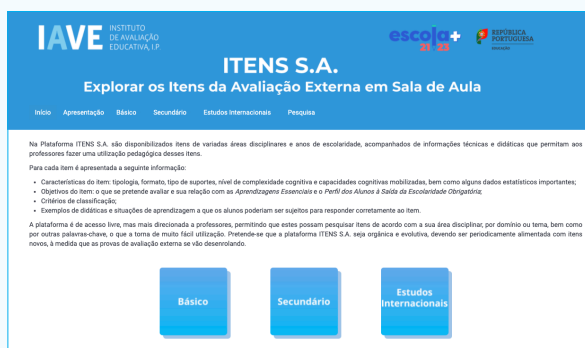 IAVE INSTITUTO
DE AVALIAÇÃO
EDUCATIVA, I.P.
escola+
21-23
REPÚBLICA
PORTUGUESA
ITENS S.A.
Explorar os Itens da Avaliação Externa em Sala de Aula
Início Apresentação Básico Secundário Estudos Internacionais Pesquisa
Na Plataforma ITENS S.A. são disponibilizados itens de variadas áreas disciplinares e anos de escolaridade, acompanhados de informações técnicas e didáticas que permitam aos
professores fazer uma utilização pedagógica desses itens.
Para cada item é apresentada a seguinte informação:
• Características do item: tipologia, formato, tipo de suportes, nível de complexidade cognitiva e capacidades cognitivas mobilizadas, bem como alguns dados estatísticos importantes;
• Objetivos do item: o que se pretende avaliar e sua relação com as Aprendizagens Essenciais e o Perfil dos Alunos à Saída da Escolaridade Obrigatória;
• Critérios de classificação;
• Exemplos de didáticas e situações de aprendizagem a que os alunos poderiam ser sujeitos para responder corretamente ao item.
A plataforma é de acesso livre, mas mais direcionada a professores, permitindo que estes possam pesquisar itens de acordo com a sua área disciplinar, por domínio ou tema, bem como
por outras palavras-chave, o que a torna de muito fácil utilização. Pretende-se que a plataforma ITENS S.A. seja orgânica e evolutiva, devendo ser periodicamente alimentada com itens
novos, à medida que as provas de avaliação externa se vão desenrolando.
Básico
Secundário
Estudos
Internacionais